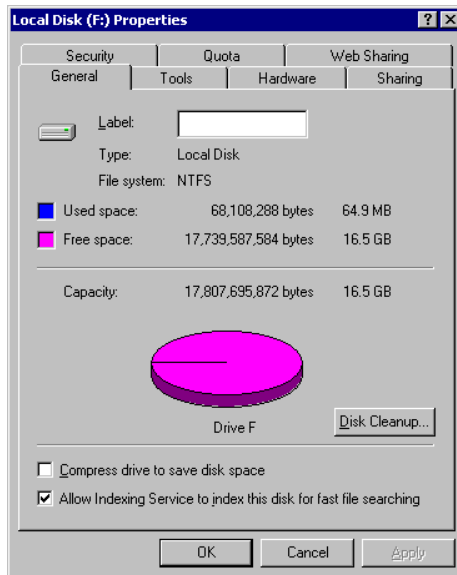 Local Disk (F:) Properties
Security Quota Web Sharing
General Tools Hardware Sharing
Label:
Type: Local Disk
File system: NTFS
Used space: 68,108,288 bytes 64.9 MB
Free space: 17,739,587,584 bytes 16.5 GB
Capacity: 17,807,695,872 bytes 16.5 GB
Drive F
Disk Cleanup...
Compress drive to save disk space
Allow Indexing Service to index this disk for fast file searching
OK Cancel Apply